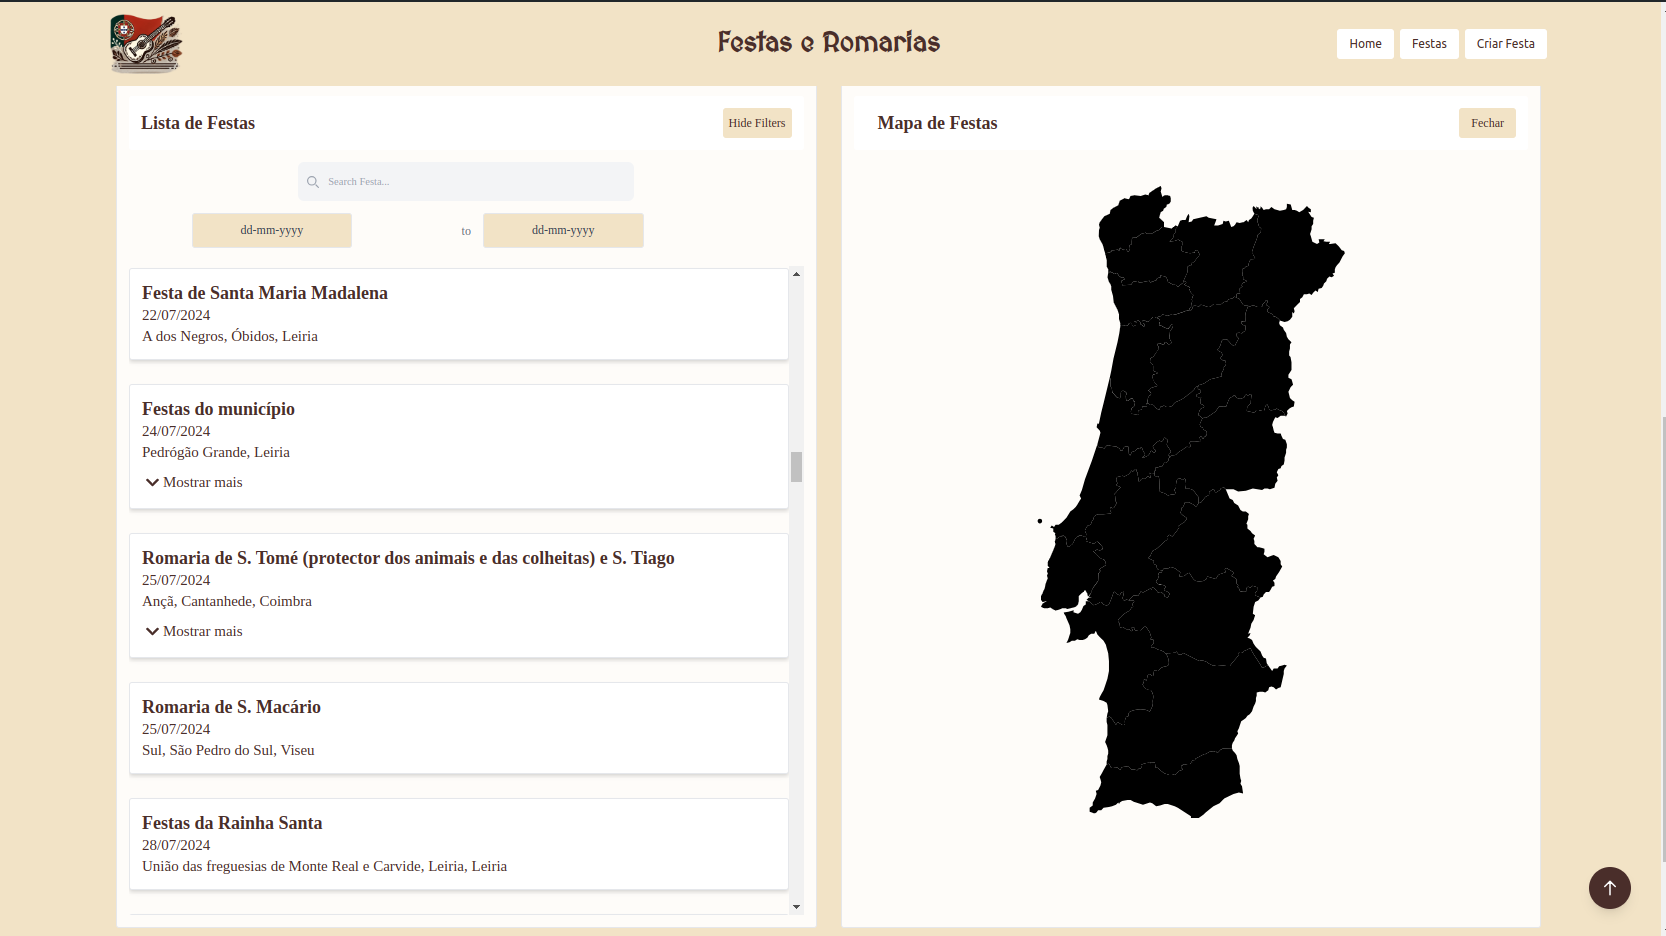 Festas e Romarias
Home
Festas
Criar Festa
Lista de Festas
Hide Filters
Search Festa...
dd-mm-yyyy
to
dd-mm-yyyy
Festa de Santa Maria Madalena
22/07/2024
A dos Negros, Óbidos, Leiria
Festas do município
24/07/2024
Pedrógão Grande, Leiria
Mostrar mais
Romaria de S. Tomé (protector dos animais e das colheitas) e S. Tiago
25/07/2024
Ançã, Cantanhede, Coimbra
Mostrar mais
Romaria de S. Macário
25/07/2024
Sul, São Pedro do Sul, Viseu
Festas da Rainha Santa
28/07/2024
União das freguesias de Monte Real e Carvide, Leiria, Leiria
Mapa de Festas
Fechar